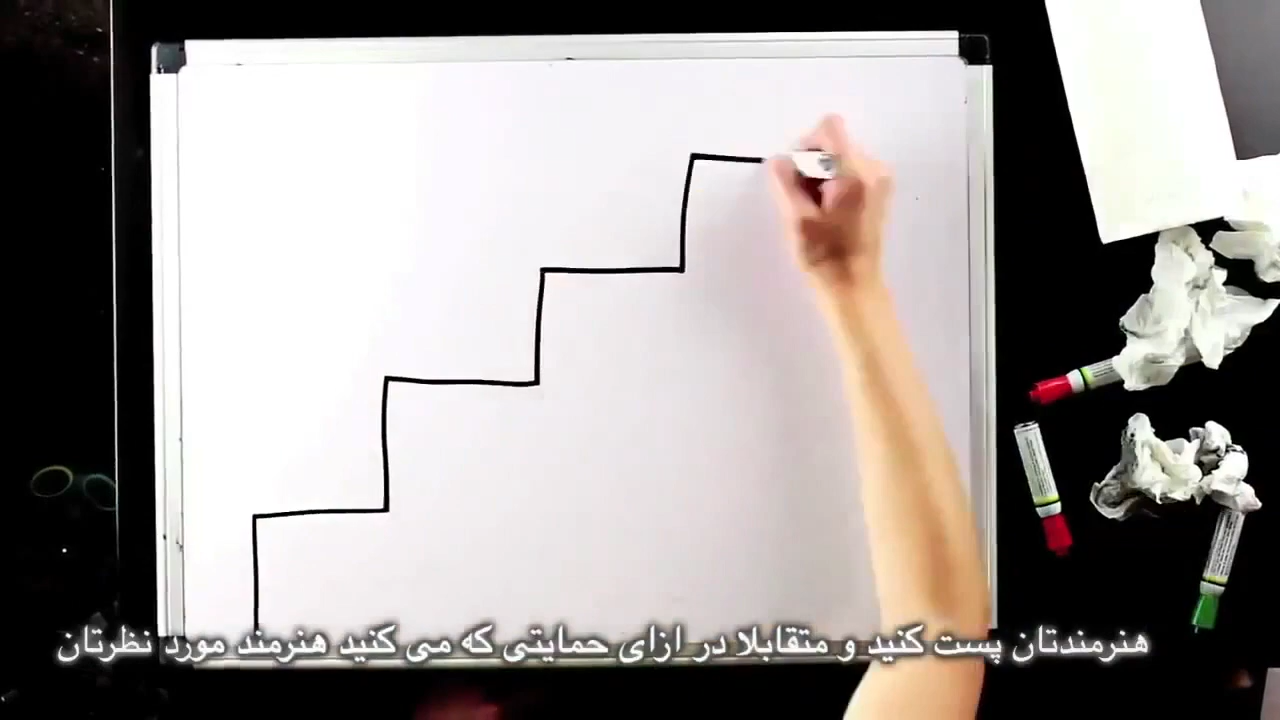 هنرمندتان پست کنید و متقابلا در ازای حمایتی که می کنید هنرمند مورد نظرتان